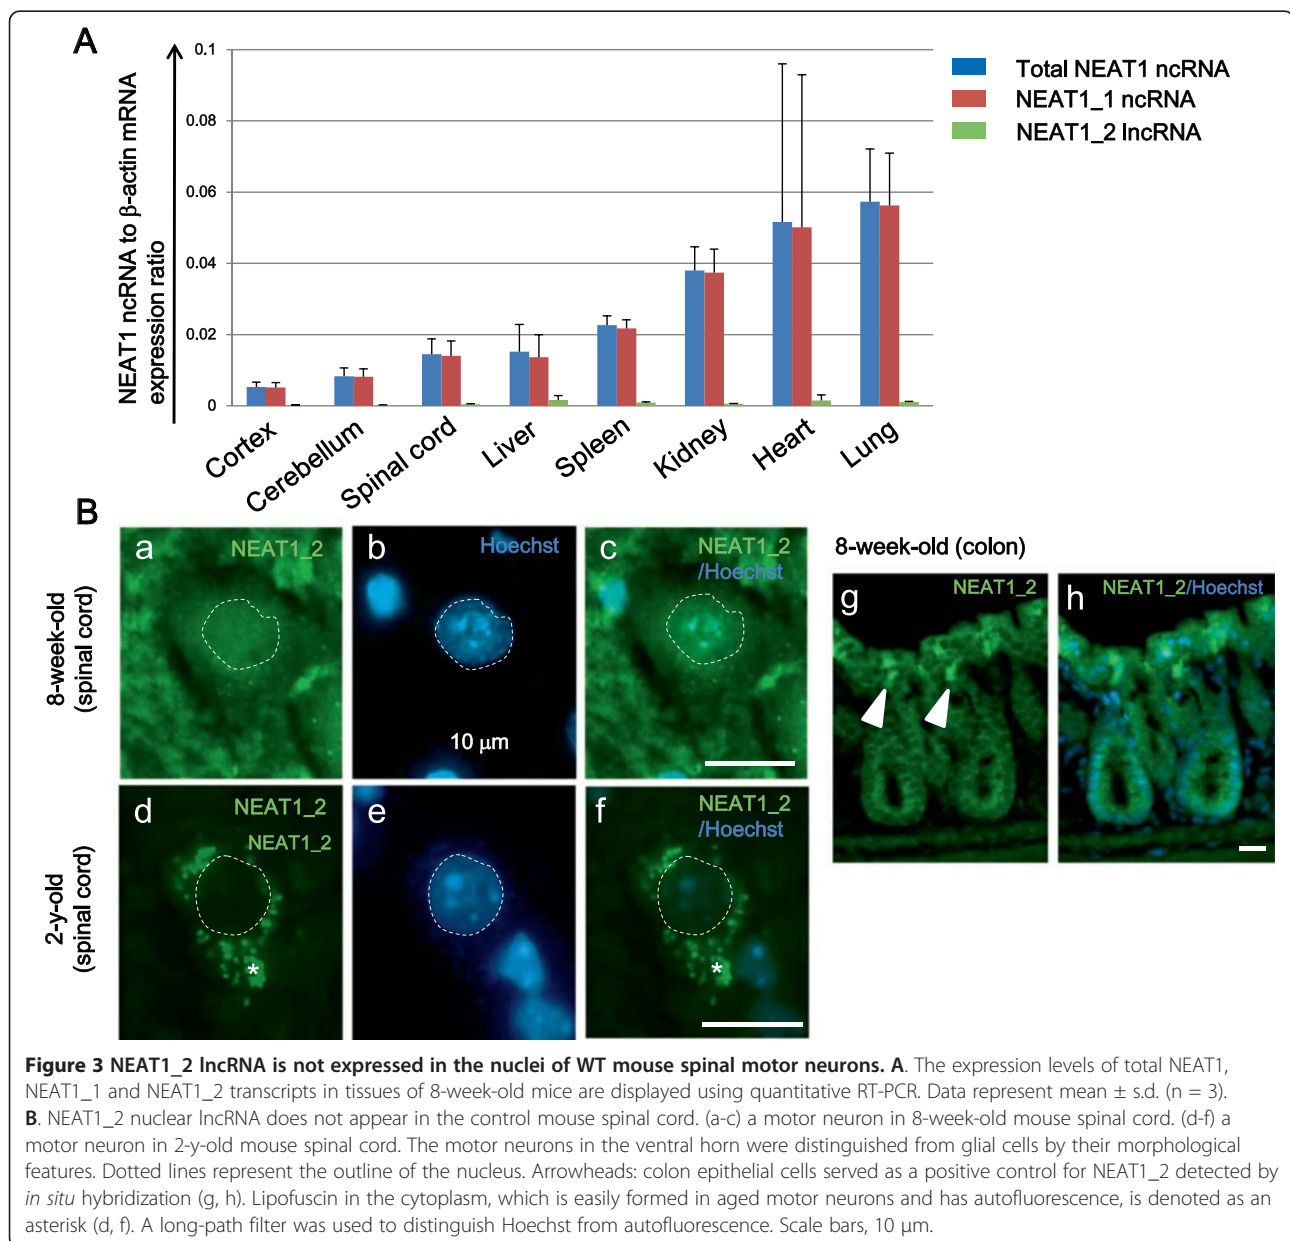 A
0.1
0.08
0.06
0.04
0.02
0
NEAT1 ncRNA to β-actin mRNA
expression ratio
Total NEAT1 ncRNA
NEAT1_1 ncRNA
NEAT1_2 lncRNA
Cortex
Cerebellum
Spinal cord
Liver
Spleen
Kidney
Heart
Lung
B
8-week-old
(spinal cord)
a
NEAT1_2
b
Hoechst
10 μm
c
NEAT1_2
/Hoechst
8-week-old (colon)
g
NEAT1_2
h
NEAT1_2/Hoechst
2-y-old
(spinal cord)
d
NEAT1_2
NEAT1_2
*
e
f
NEAT1_2
/Hoechst
*
Figure 3 NEAT1_2 lncRNA is not expressed in the nuclei of WT mouse spinal motor neurons. A. The expression levels of total NEAT1,
NEAT1_1 and NEAT1_2 transcripts in tissues of 8-week-old mice are displayed using quantitative RT-PCR. Data represent mean ± s.d. (n = 3).
B. NEAT1_2 nuclear lncRNA does not appear in the control mouse spinal cord. (a-c) a motor neuron in 8-week-old mouse spinal cord. (d-f) a
motor neuron in 2-y-old mouse spinal cord. The motor neurons in the ventral horn were distinguished from glial cells by their morphological
features. Dotted lines represent the outline of the nucleus. Arrowheads: colon epithelial cells served as a positive control for NEAT1_2 detected by
in situ hybridization (g, h). Lipofuscin in the cytoplasm, which is easily formed in aged motor neurons and has autofluorescence, is denoted as an
asterisk (d, f). A long-path filter was used to distinguish Hoechst from autofluorescence. Scale bars, 10 μm.